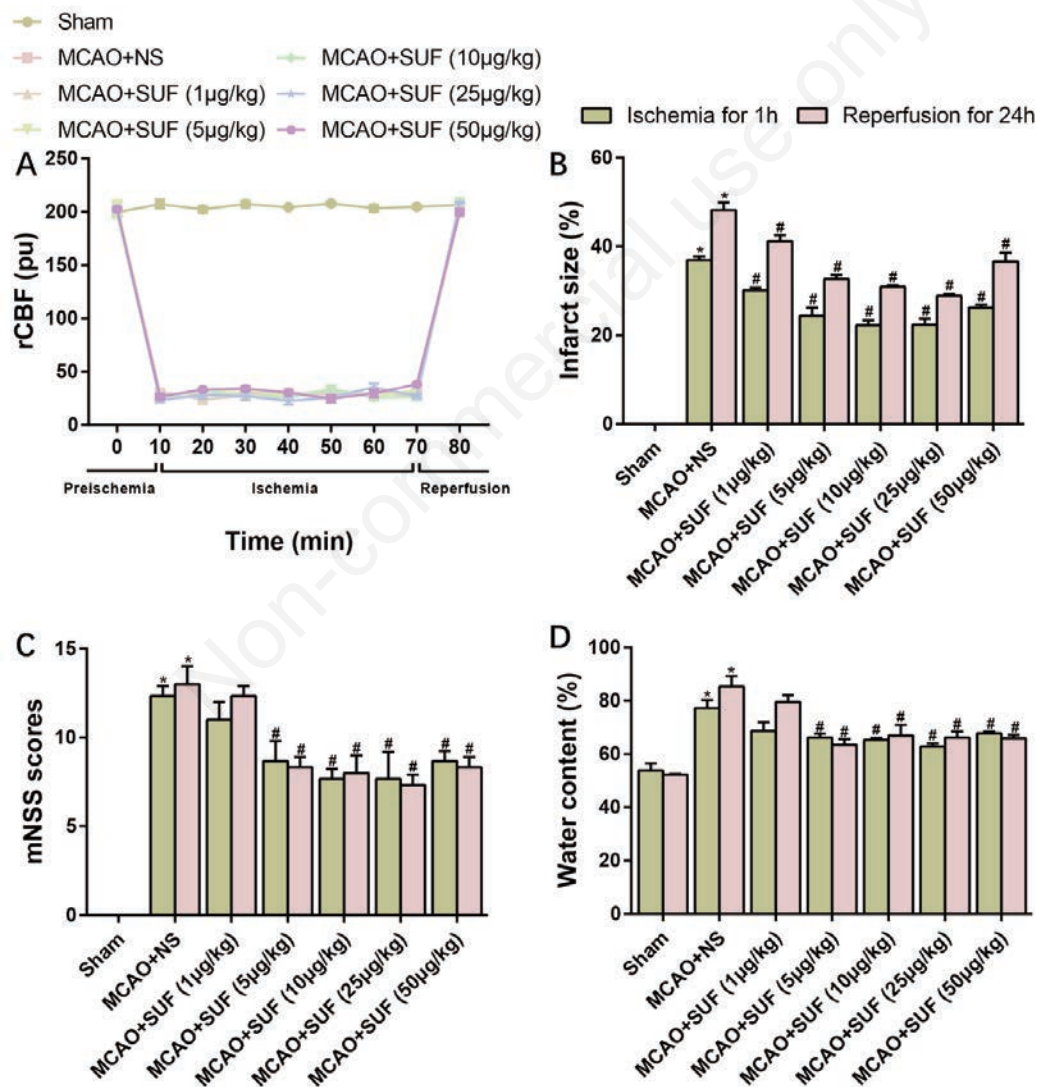 Sham
MCAO+NS
MCAO+SUF (1µg/kg)
MCAO+SUF (5µg/kg)
MCAO+SUF (10µg/kg)
MCAO+SUF (25µg/kg)
MCAO+SUF (50µg/kg)
A
250
200
150
100
50
0
rCBF (pu)
0 10 20 30 40 50 60 70 80
Preischemia Ischemia Reperfusion
Time (min)
Ischemia for 1h Reperfusion for 24h
B
60
40
20
0
Infarct size (%)
* * # # # # # # # # # #
Sham
MCAO+NS
MCAO+SUF (1µg/kg)
MCAO+SUF (5µg/kg)
MCAO+SUF (10µg/kg)
MCAO+SUF (25µg/kg)
MCAO+SUF (50µg/kg)
C
15
10
5
0
mNSS scores
* * # # # # # # # #
Sham
MCAO+NS
MCAO+SUF (1µg/kg)
MCAO+SUF (5µg/kg)
MCAO+SUF (10µg/kg)
MCAO+SUF (25µg/kg)
MCAO+SUF (50µg/kg)
D
100
80
60
40
20
0
Water content (%)
* * # # # # # # # #
Sham
MCAO+NS
MCAO+SUF (1µg/kg)
MCAO+SUF (5µg/kg)
MCAO+SUF (10µg/kg)
MCAO+SUF (25µg/kg)
MCAO+SUF (50µg/kg)
Non-commercial use only